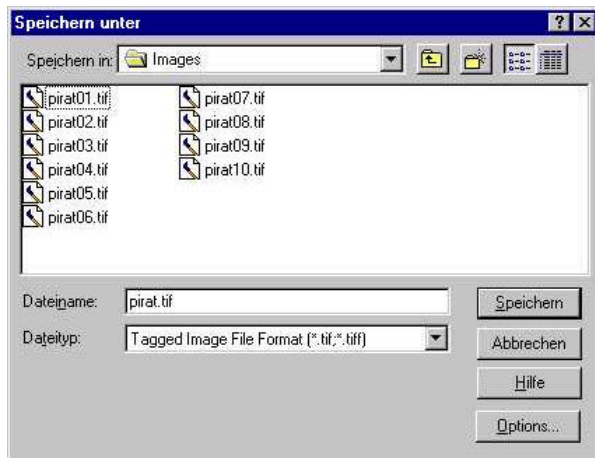 Speichern unter
Speichern in: Images
pirat01.tif
pirat02.tif
pirat03.tif
pirat04.tif
pirat05.tif
pirat06.tif
pirat07.tif
pirat08.tif
pirat09.tif
pirat10.tif
Dateiname: pirat.tif
Speichern
Dateityp: Tagged Image File Format (*.tif;*.tiff)
Abbrechen
Hilfe
Options...